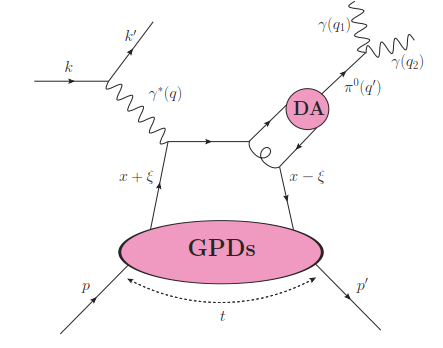 γ(q₁)
k′
k
γ*(q)
γ(q₂)
π⁰(q′)
DA
x + ξ
x − ξ
GPDs
p
p′
t